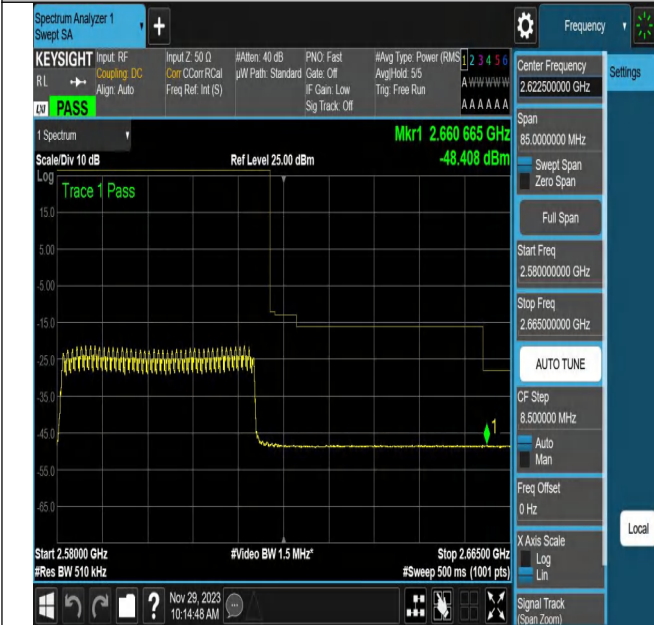 Spectrum Analyzer 1
Swept SA
+
Frequency
KEYSIGHT
RL
PASS
Input: RF
Coupling: DC
Align: Auto
Input Z: 50 Ω
Corr CCorr RCal
Freq Ref: Int (S)
#Atten: 40 dB
µW Path: Standard
PNO: Fast
Gate: Off
IF Gain: Low
Sig Track: Off
#Avg Type: Power (RMS
Avg|Hold: 5/5
Trig: Free Run
1 2 3 4 5 6
A W W W W W
A A A A A A
1 Spectrum
Scale/Div 10 dB
Ref Level 25.00 dBm
Mkr1 2.660 665 GHz
-48.408 dBm
Log
Trace 1 Pass
15.0
5.00
-5.00
-15.0
-25.0
-35.0
-45.0
-55.0
-65.0
1
Start 2.58000 GHz
#Video BW 1.5 MHz*
Stop 2.66500 GHz
#Res BW 510 kHz
#Sweep 500 ms (1001 pts)
?
Nov 29, 2023
10:14:48 AM
Center Frequency
2.622500000 GHz
Settings
Span
85.0000000 MHz
Swept Span
Zero Span
Full Span
Start Freq
2.580000000 GHz
Stop Freq
2.665000000 GHz
AUTO TUNE
CF Step
8.500000 MHz
Auto
Man
Freq Offset
0 Hz
Local
X Axis Scale
Log
Lin
Signal Track
(Span Zoom)